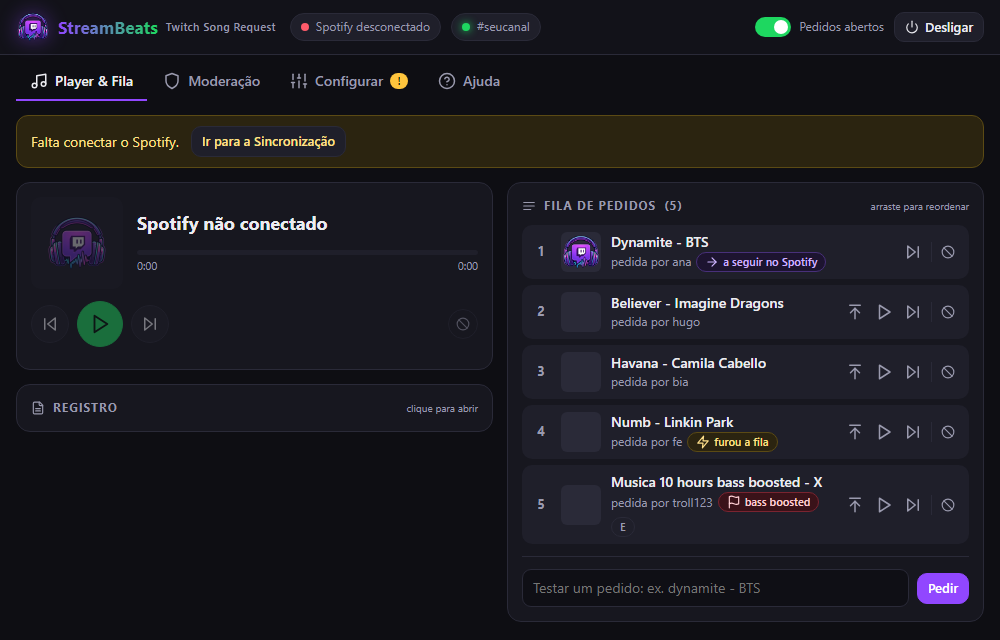 StreamBeats Twitch Song Request Spotify desconectado #seucanal Pedidos abertos Desligar
Player & Fila Moderação Configurar ! Ajuda
Falta conectar o Spotify. Ir para a Sincronização
Spotify não conectado
0:00 0:00
REGISTRO clique para abrir
FILA DE PEDIDOS (5) arraste para reordenar
1
Dynamite - BTS
pedida por ana a seguir no Spotify
2
Believer - Imagine Dragons
pedida por hugo
3
Havana - Camila Cabello
pedida por bia
4
Numb - Linkin Park
pedida por fe furou a fila
5
Musica 10 hours bass boosted - X
pedida por troll123 bass boosted
E
Testar um pedido: ex. dynamite - BTS Pedir